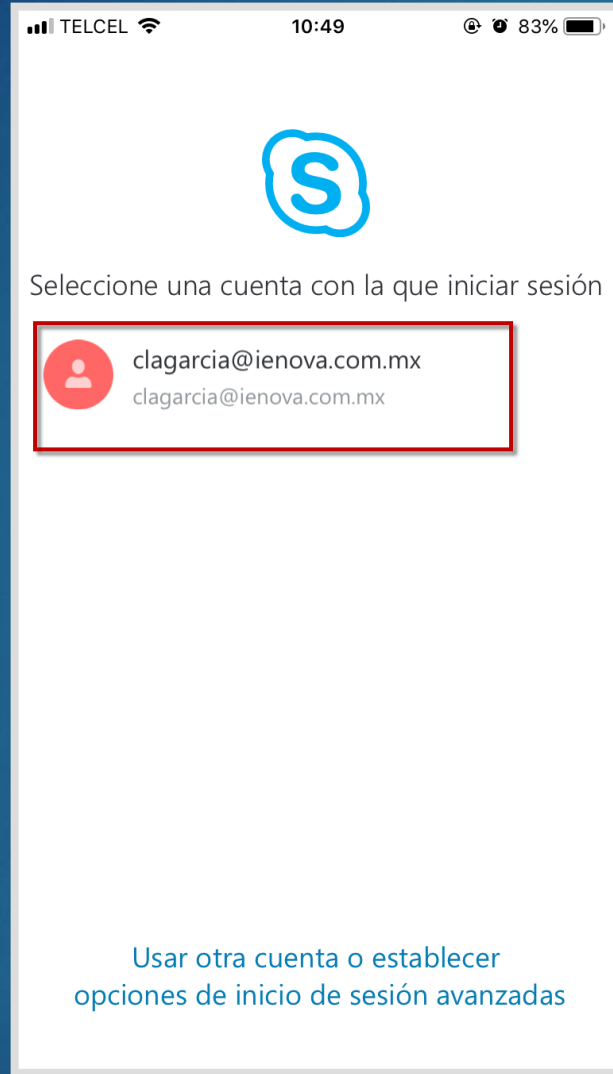 TELCEL 10:49 83%
S
Seleccione una cuenta con la que iniciar sesión
clagarcia@ienova.com.mx
clagarcia@ienova.com.mx
Usar otra cuenta o establecer
opciones de inicio de sesión avanzadas